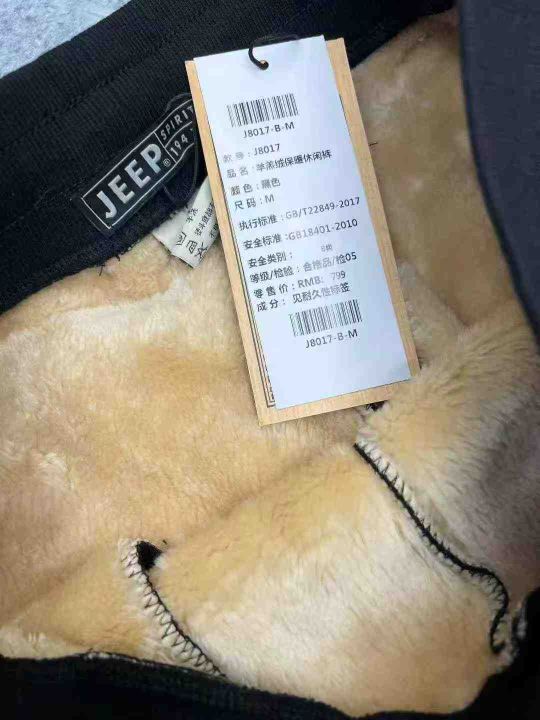 JEEP
SPIRIT
®194
J8017-B-M
款号：J8017
品名：羊羔绒保暖休闲裤
颜色：黑色
尺码：M
执行标准：GB/T22849-2017
安全标准：GB18401-2010
安全类别： B类
等级/检验：合格品/检05
零售价：RMB: 799
成分：见耐久性标签
J8017-B-M